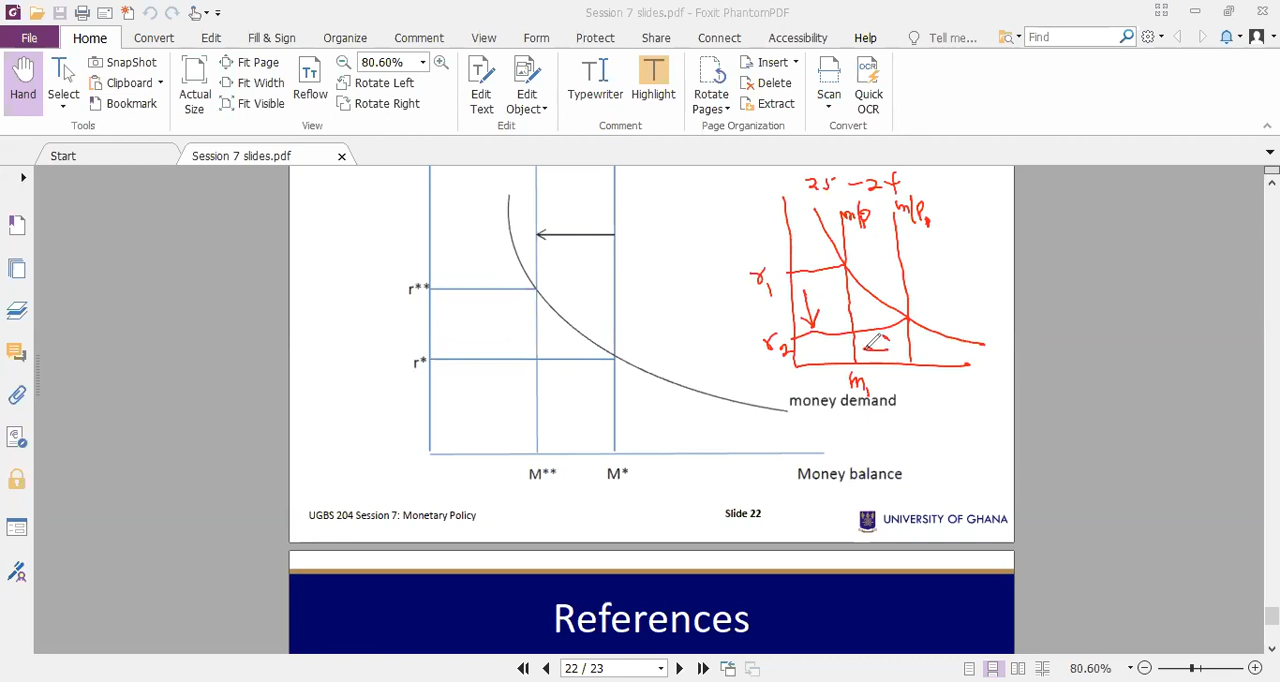 Session 7 slides.pdf - Foxit PhantomPDF
File Home Convert Edit Fill & Sign Organize Comment View Form Protect Share Connect Accessibility Help Tell me... Find
Hand
Select
SnapShot
Clipboard
Bookmark
Tools
Actual Size
Fit Page
Fit Width
Fit Visible
Reflow
80.60%
Rotate Left
Rotate Right
View
Edit Text
Edit Object
Edit
Typewriter
Highlight
Comment
Rotate Pages
Insert
Delete
Extract
Page Organization
Scan
Quick OCR
Convert
Start
Session 7 slides.pdf
m/P
m/P1
r1
r2
m1
r**
r*
money demand
M**
M*
Money balance
UGBS 204 Session 7: Monetary Policy
Slide 22
UNIVERSITY OF GHANA
References
22 / 23
80.60%